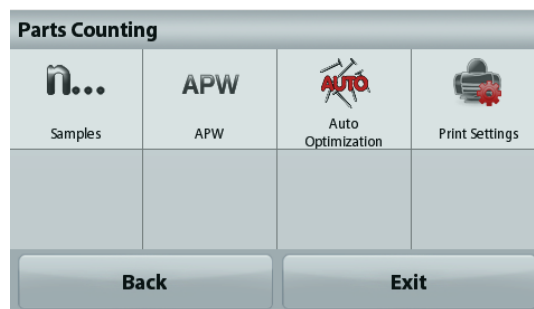 Parts Counting
n...
APW
AUTO
Samples
APW
Auto
Optimization
Print Settings
Back
Exit